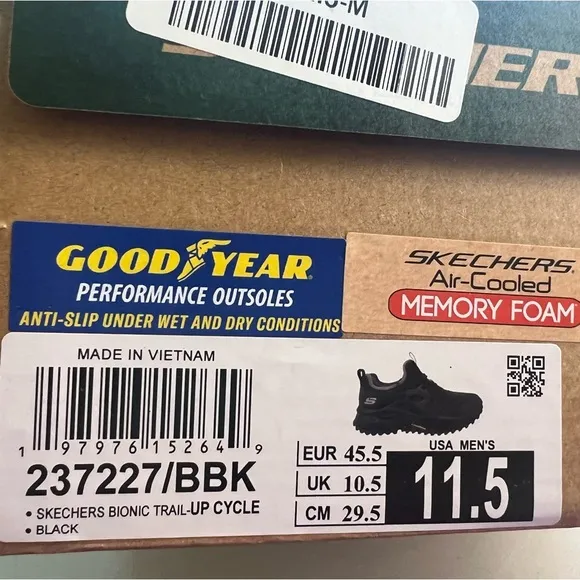 GOOD YEAR
PERFORMANCE OUTSOLES
ANTI-SLIP UNDER WET AND DRY CONDITIONS
SKECHERS
Air-Cooled
MEMORY FOAM
MADE IN VIETNAM
1 97976 15264 9
237227/BBK
• SKECHERS BIONIC TRAIL-UP CYCLE
• BLACK
S
USA MEN'S
EUR 45.5
UK 10.5
CM 29.5
11.5